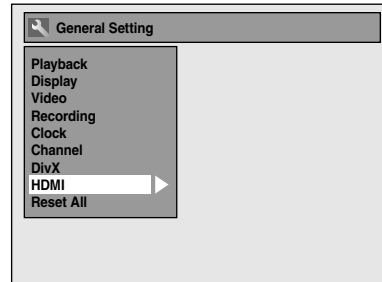 General Setting
Playback
Display
Video
Recording
Clock
Channel
DivX
HDMI
Reset All